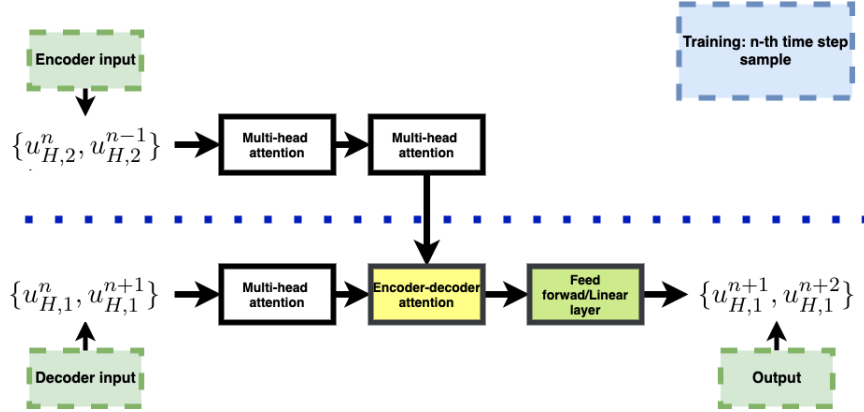 Training: n-th time step
sample
Encoder input
{u^n_{H,2}, u^{n-1}_{H,2}}
Multi-head
attention
Multi-head
attention
{u^n_{H,1}, u^{n+1}_{H,1}}
Multi-head
attention
Encoder-decoder
attention
Feed
forwad/Linear
layer
{u^{n+1}_{H,1}, u^{n+2}_{H,1}}
Decoder input
Output